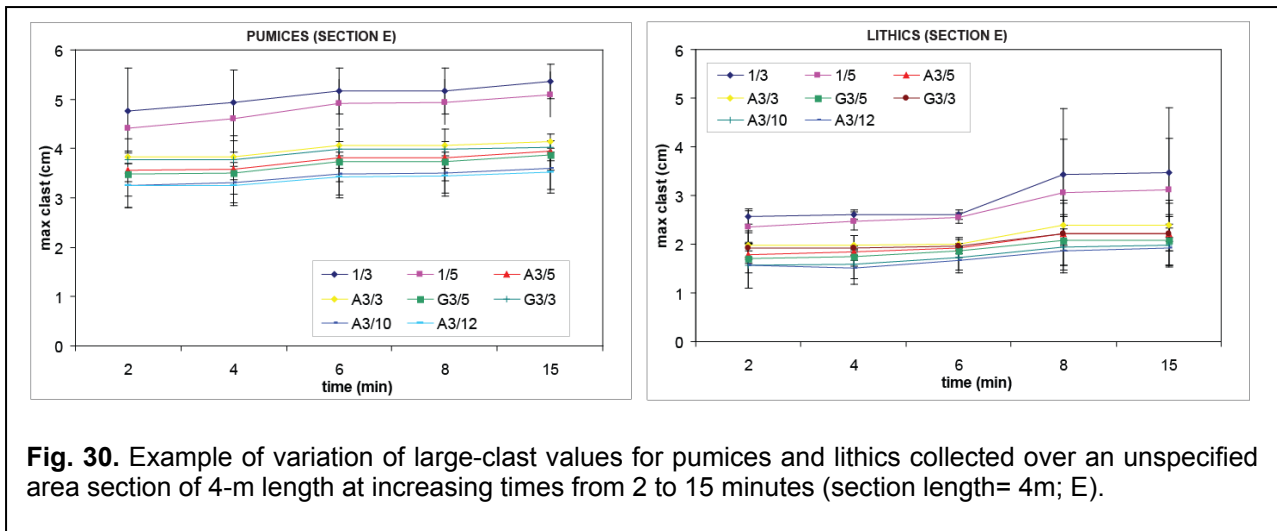 PUMICES (SECTION E)
6
5
4
3
2
1
0
max clast (cm)
2 4 6 8 15
time (min)
1/3 1/5 A3/5
A3/3 G3/5 G3/3
A3/10 A3/12
LITHICS (SECTION E)
6
5
4
3
2
1
0
max clast (cm)
1/3 1/5 A3/5
A3/3 G3/5 G3/3
A3/10 A3/12
2 4 6 8 15
time (min)
Fig. 30. Example of variation of large-clast values for pumices and lithics collected over an unspecified
area section of 4-m length at increasing times from 2 to 15 minutes (section length= 4m; E).